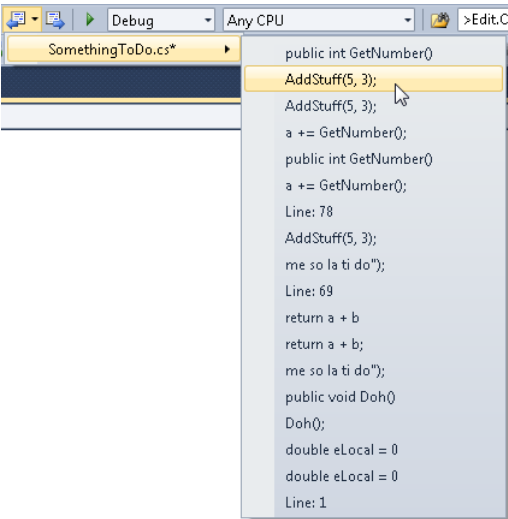 Debug Any CPU >Edit.C
SomethingToDo.cs*
public int GetNumber()
AddStuff(5, 3);
AddStuff(5, 3);
a += GetNumber();
public int GetNumber()
a += GetNumber();
Line: 78
AddStuff(5, 3);
me so la ti do");
Line: 69
return a + b
return a + b;
me so la ti do");
public void Doh()
Doh();
double eLocal = 0
double eLocal = 0
Line: 1